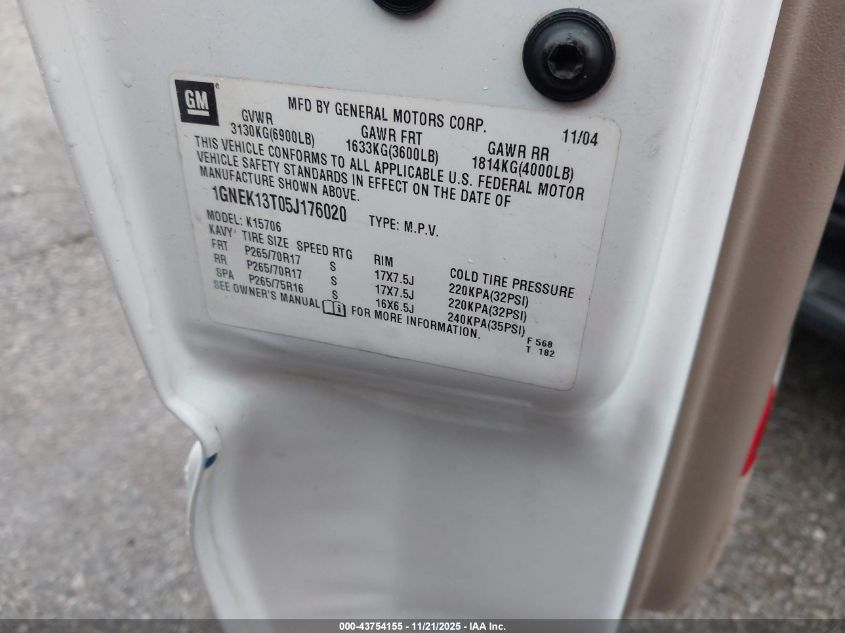 GM ®
MFD BY GENERAL MOTORS CORP. 11/04
GVWR GAWR FRT GAWR RR
3130KG(6900LB) 1633KG(3600LB) 1814KG(4000LB)
THIS VEHICLE CONFORMS TO ALL APPLICABLE U.S. FEDERAL MOTOR
VEHICLE SAFETY STANDARDS IN EFFECT ON THE DATE OF
MANUFACTURE SHOWN ABOVE.
1GNEK13T05J176020 TYPE: M.P.V.
MODEL: K15706
KAVY TIRE SIZE SPEED RTG RIM COLD TIRE PRESSURE
FRT P265/70R17 S 17X7.5J 220KPA(32PSI)
RR P265/70R17 S 17X7.5J 220KPA(32PSI)
SPA P265/75R16 S 16X6.5J 240KPA(35PSI)
SEE OWNER'S MANUAL i FOR MORE INFORMATION.
F 568
T 182
000-43754155 - 11/21/2025 - IAA Inc.